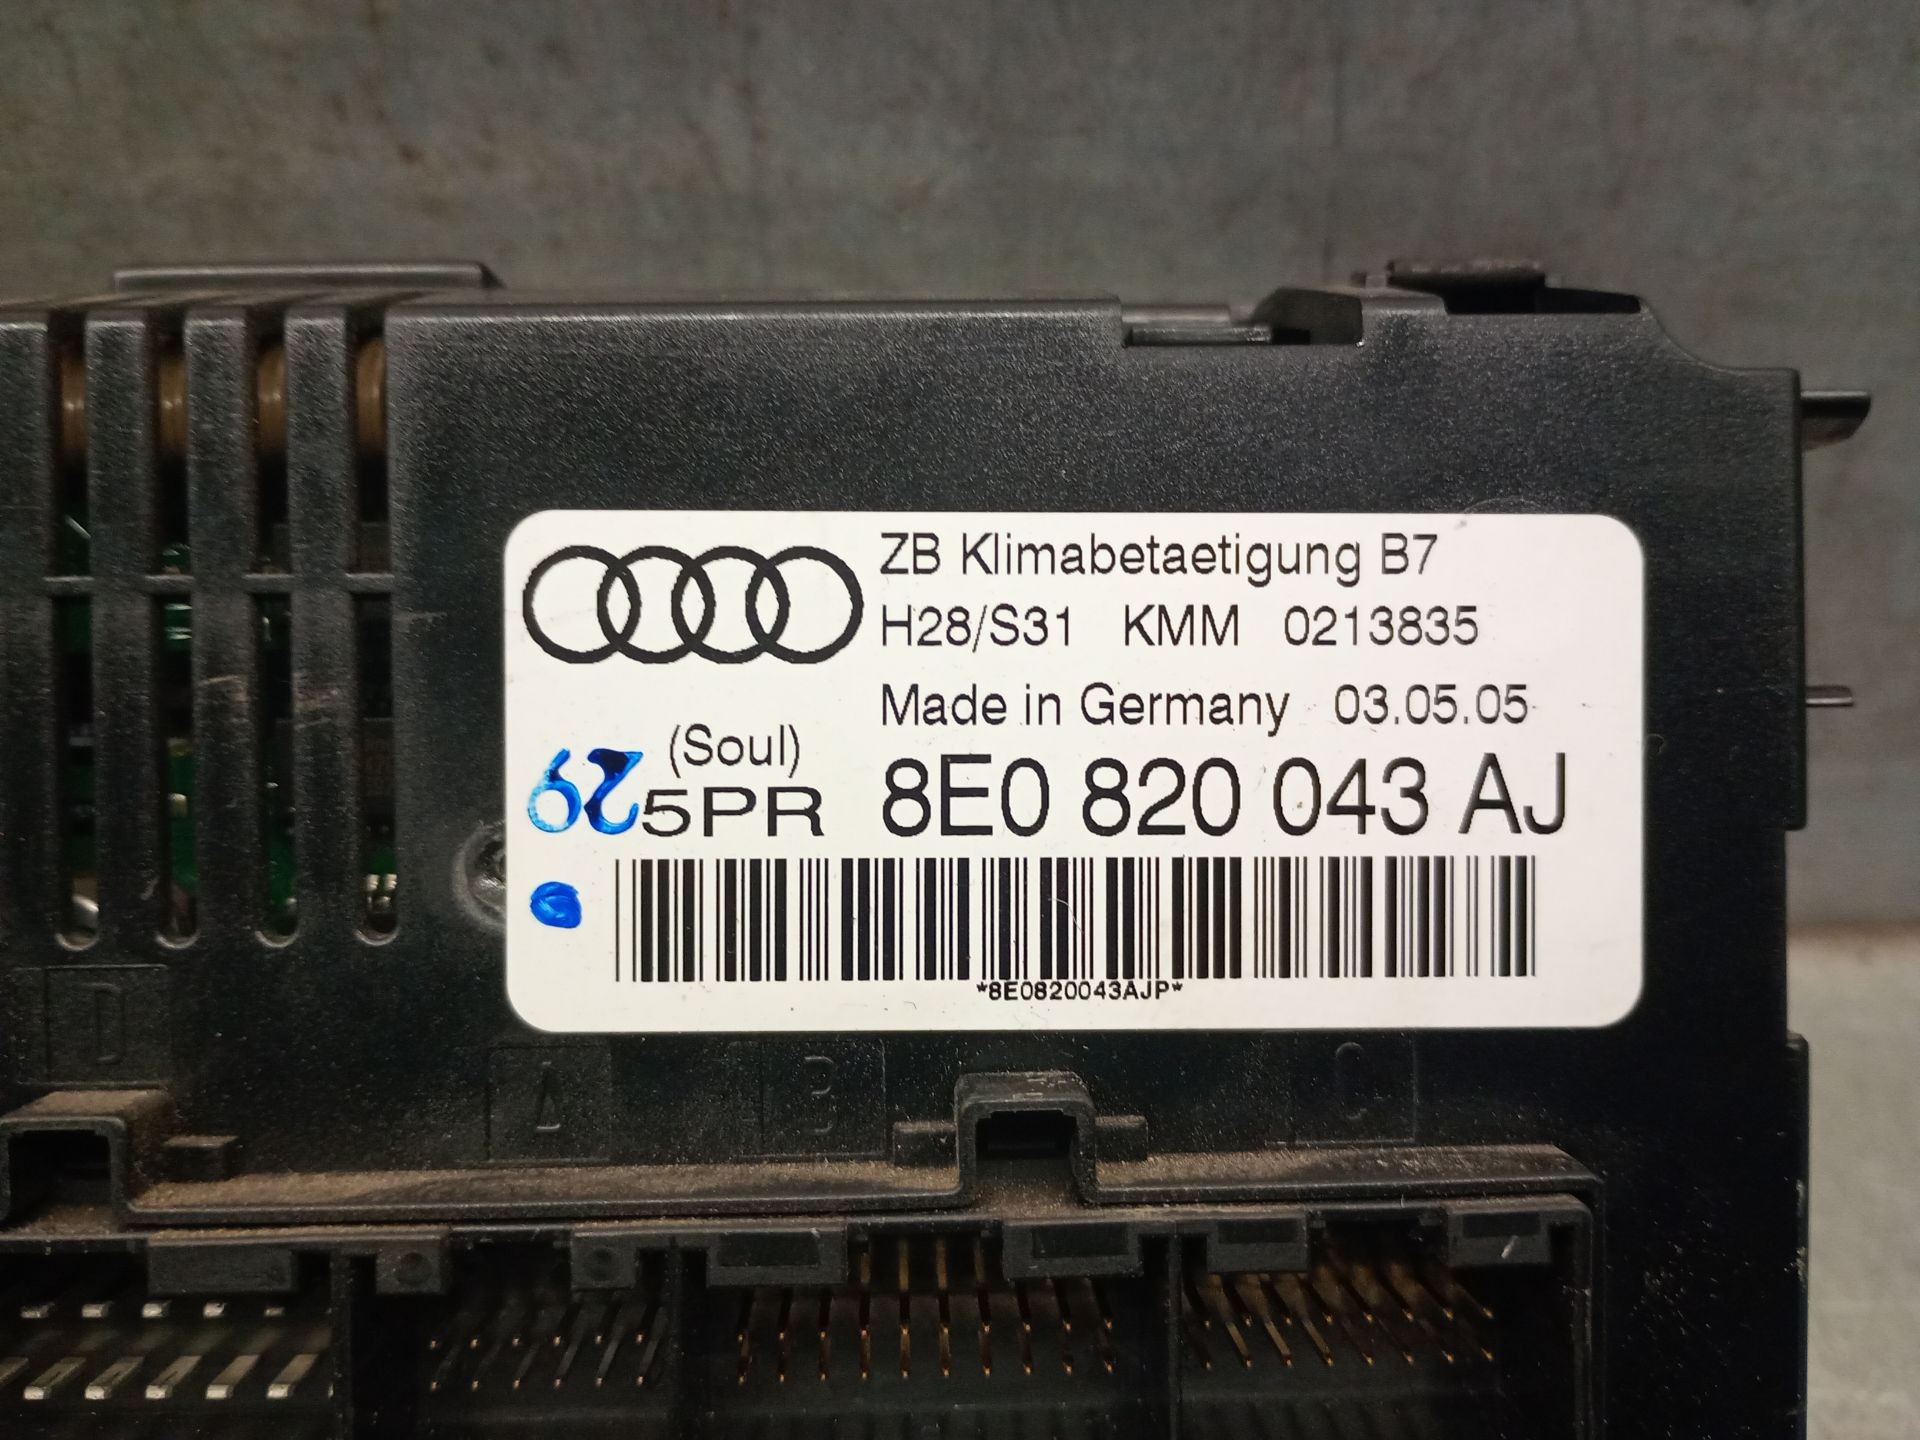 ZB Klimabetaetigung B7
H28/S31 KMM 0213835
Made in Germany 03.05.05
(Soul)
62 5PR 8E0 820 043 AJ
*8E0820043AJP*
D
A B C